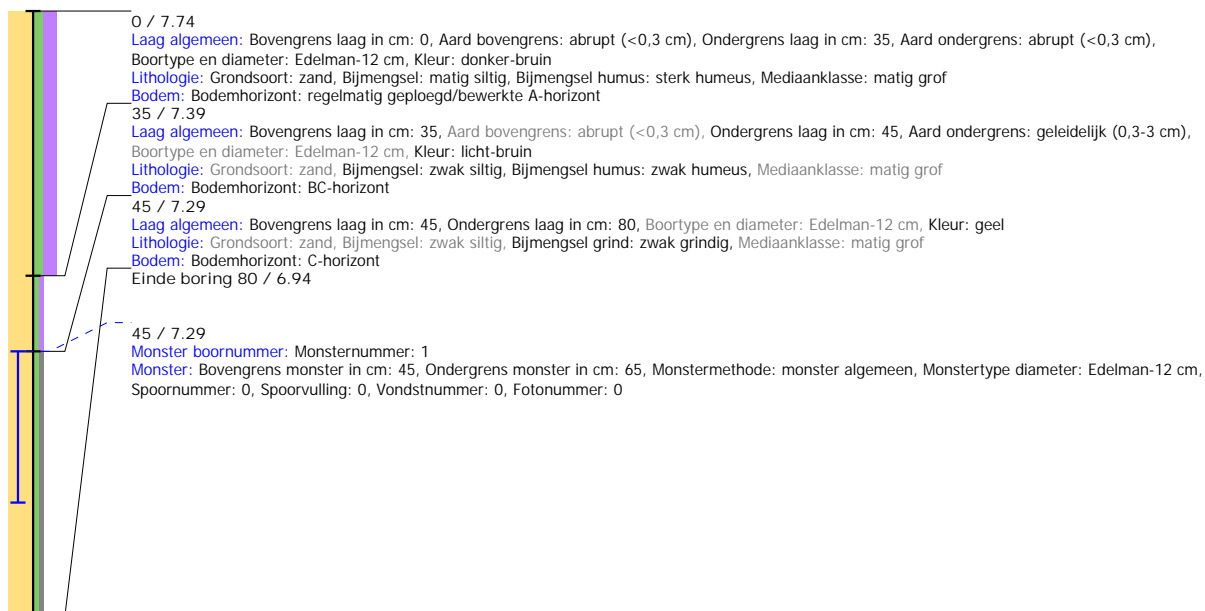 0 / 7.74
Laag algemeen: Bovengrens laag in cm: 0, Aard bovengrens: abrupt (<0,3 cm), Ondergrens laag in cm: 35, Aard ondergrens: abrupt (<0,3 cm),
Boortype en diameter: Edelman-12 cm, Kleur: donker-bruin
Lithologie: Grondsoort: zand, Bijmengsel: matig siltig, Bijmengsel humus: sterk humeus, Mediaanklasse: matig grof
Bodem: Bodemhorizont: regelmatig geploegd/bewerkte A-horizont
35 / 7.39
Laag algemeen: Bovengrens laag in cm: 35, Aard bovengrens: abrupt (<0,3 cm), Ondergrens laag in cm: 45, Aard ondergrens: geleidelijk (0,3-3 cm),
Boortype en diameter: Edelman-12 cm, Kleur: licht-bruin
Lithologie: Grondsoort: zand, Bijmengsel: zwak siltig, Bijmengsel humus: zwak humeus, Mediaanklasse: matig grof
Bodem: Bodemhorizont: BC-horizont
45 / 7.29
Laag algemeen: Bovengrens laag in cm: 45, Ondergrens laag in cm: 80, Boortype en diameter: Edelman-12 cm, Kleur: geel
Lithologie: Grondsoort: zand, Bijmengsel: zwak siltig, Bijmengsel grind: zwak grindig, Mediaanklasse: matig grof
Bodem: Bodemhorizont: C-horizont
Einde boring 80 / 6.94
45 / 7.29
Monster boornummer: Monsternummer: 1
Monster: Bovengrens monster in cm: 45, Ondergrens monster in cm: 65, Monstermethode: monster algemeen, Monstertype diameter: Edelman-12 cm,
Spoornummer: 0, Spoorvulling: 0, Vondstnummer: 0, Fotonummer: 0